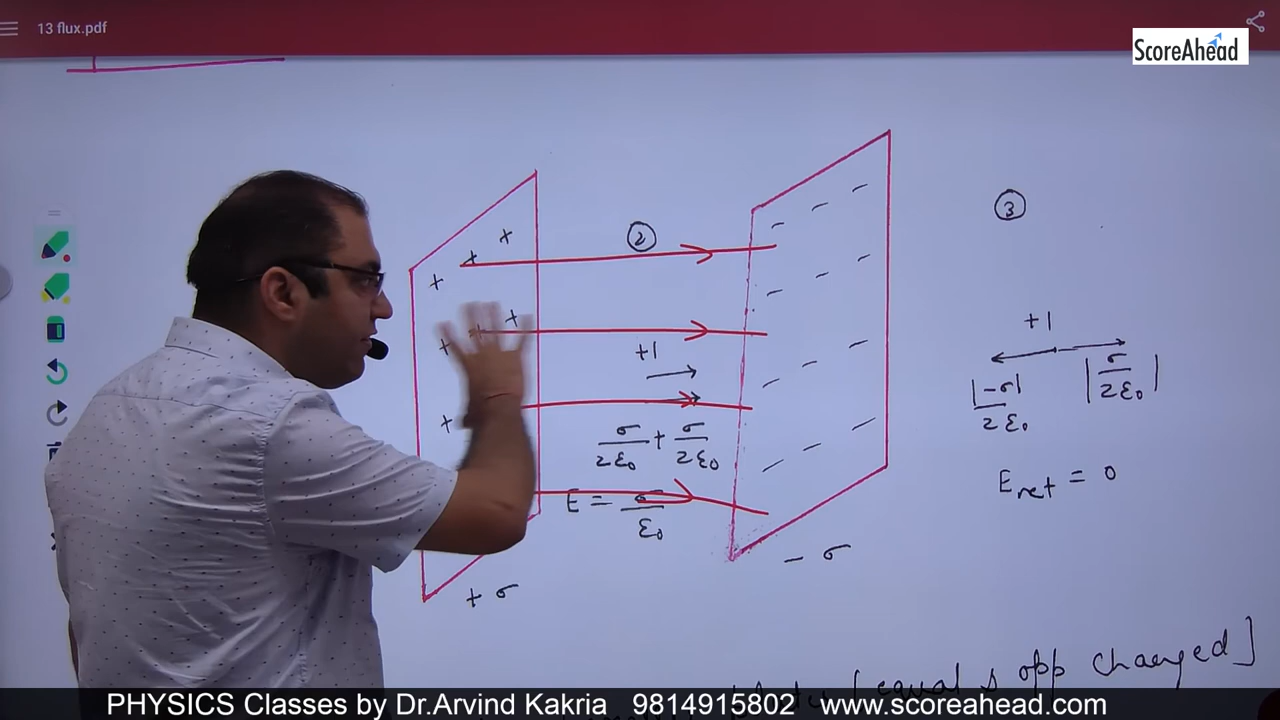 13 flux.pdf
ScoreAhead
+ + +
②
③
+ +
+1
+1
|-σ|/2ε₀
|σ/2ε₀|
+
σ/2ε₀ + σ/2ε₀
E_net = 0
E = σ/ε₀
- σ
+ σ
[equal & opp charged]
PHYSICS Classes by Dr.Arvind Kakria 9814915802 www.scoreahead.com